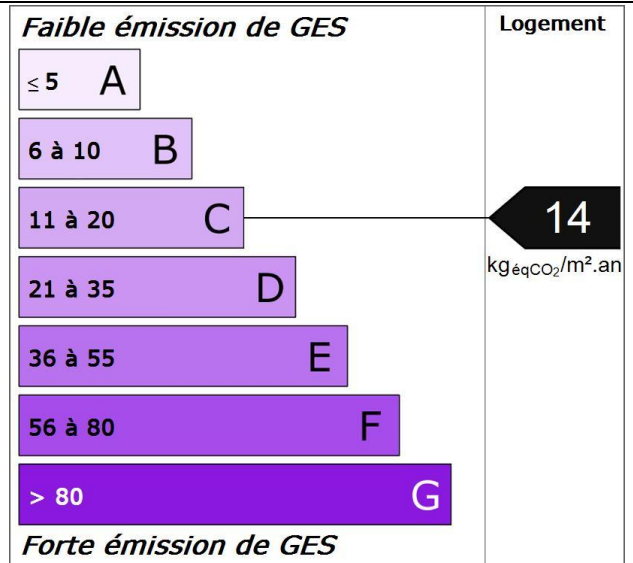 Faible émission de GES
Logement
≤ 5 A
6 à 10 B
11 à 20 C
14
kgéqCO₂/m².an
21 à 35 D
36 à 55 E
56 à 80 F
> 80 G
Forte émission de GES